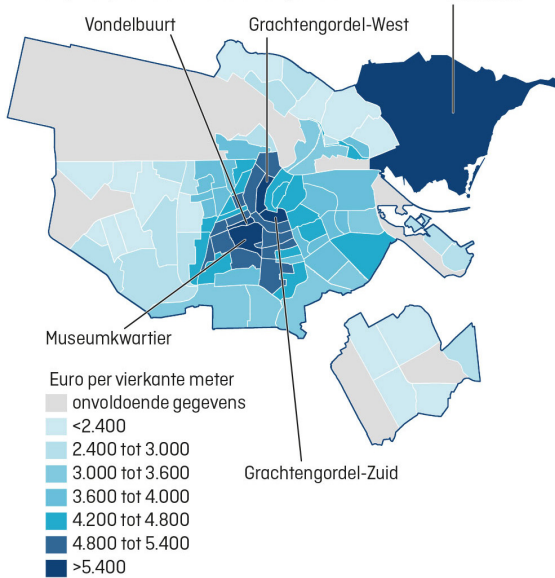 Vondelbuurt
Grachtengordel-West
Museumkwartier
Grachtengordel-Zuid
Euro per vierkante meter
onvoldoende gegevens
<2.400
2.400 tot 3.000
3.000 tot 3.600
3.600 tot 4.000
4.200 tot 4.800
4.800 tot 5.400
>5.400